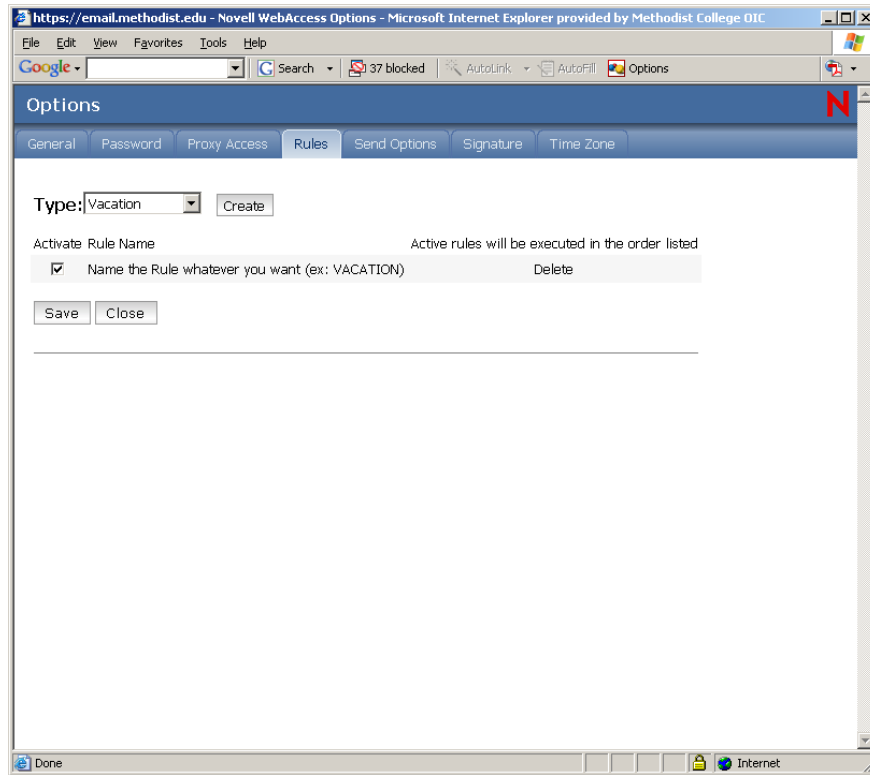 https://email.methodist.edu - Novell WebAccess Options - Microsoft Internet Explorer provided by Methodist College OIC
File Edit View Favorites Tools Help
Google Search 37 blocked AutoLink AutoFill Options
Options N
General Password Proxy Access Rules Send Options Signature Time Zone
Type: Vacation Create
Activate Rule Name Active rules will be executed in the order listed
Name the Rule whatever you want (ex: VACATION) Delete
Save Close
Done Internet